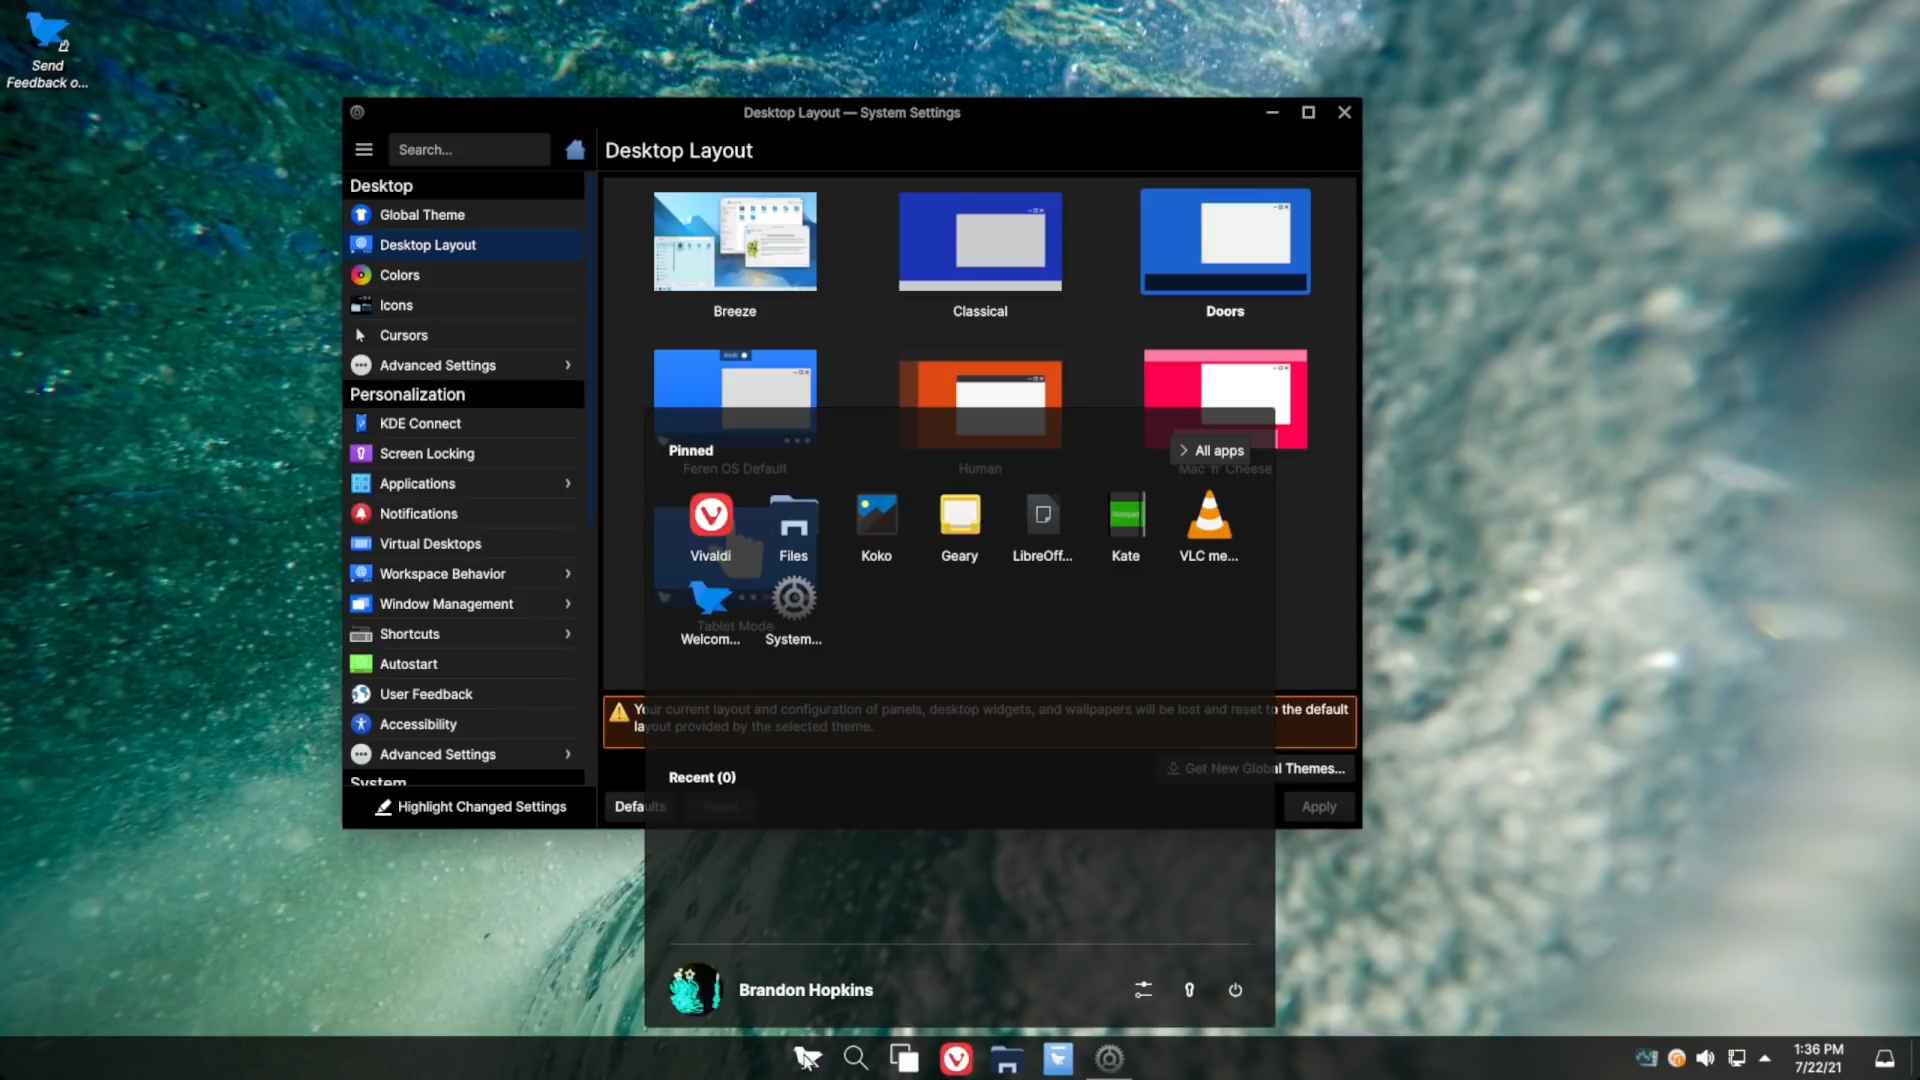 Send
Feedback o...
Desktop Layout — System Settings
Search...
Desktop Layout
Desktop
Global Theme
Desktop Layout
Colors
Icons
Cursors
Advanced Settings
Personalization
KDE Connect
Screen Locking
Applications
Notifications
Virtual Desktops
Workspace Behavior
Window Management
Shortcuts
Autostart
User Feedback
Accessibility
Advanced Settings
System
Highlight Changed Settings
Breeze
Classical
Doors
Feren OS Default
Human
Mac 'n' Cheese
Tablet Mode
Pinned
All apps
Vivaldi
Files
Koko
Geary
LibreOff...
Kate
VLC me...
Welcom...
System...
Your current layout and configuration of panels, desktop widgets, and wallpapers will be lost and reset to the default
layout provided by the selected theme.
Recent (0)
Get New Global Themes...
Defaults
Reset
Apply
Brandon Hopkins
1:36 PM
7/22/21